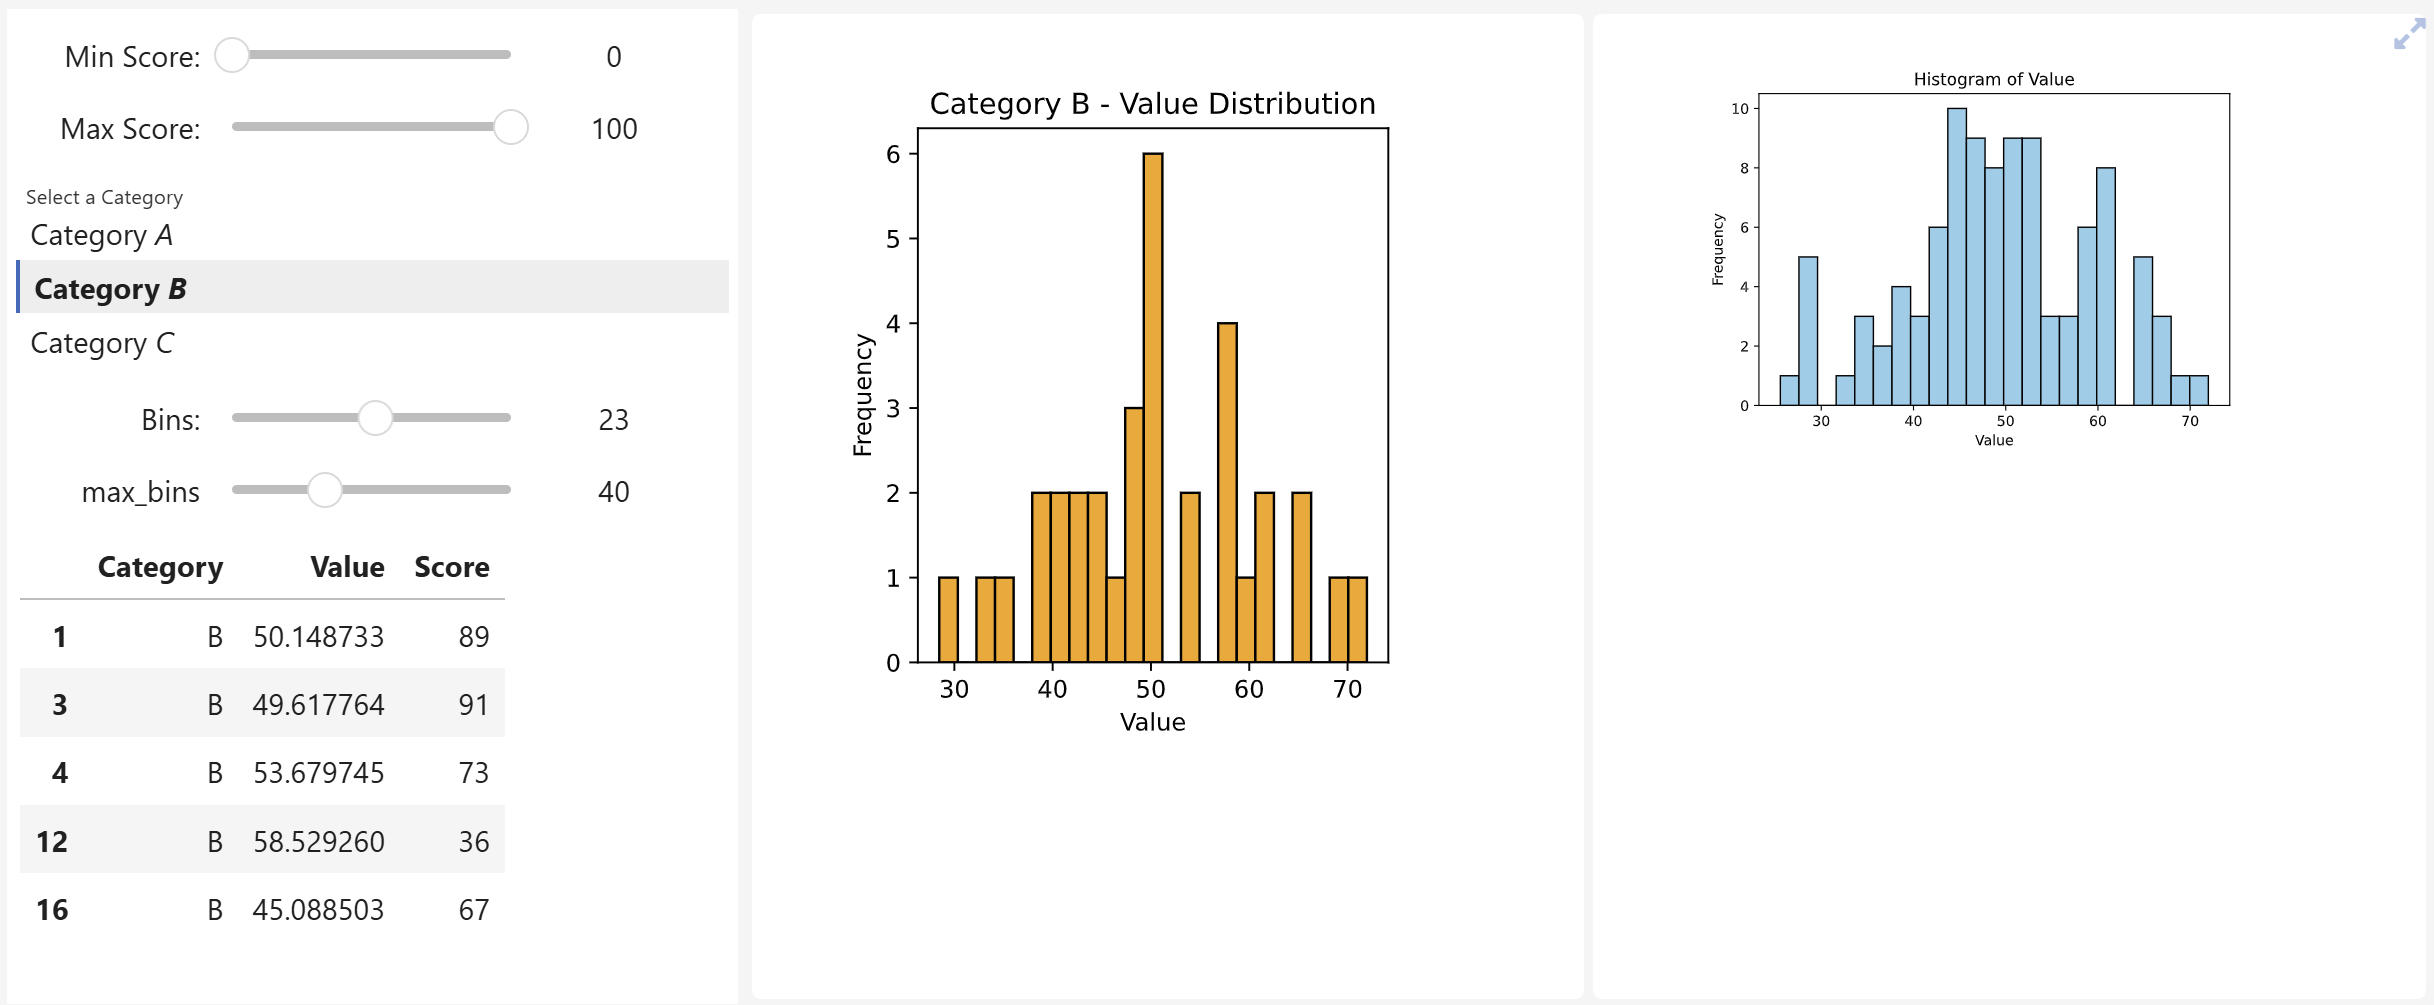 Min Score: 0
Max Score: 100
Select a Category
Category A
Category B
Category C
Bins: 23
max_bins 40
Category Value Score
1 B 50.148733 89
3 B 49.617764 91
4 B 53.679745 73
12 B 58.529260 36
16 B 45.088503 67
Category B - Value Distribution
Frequency
6
5
4
3
2
1
0
30 40 50 60 70
Value
Histogram of Value
Frequency
10
8
6
4
2
0
30 40 50 60 70
Value